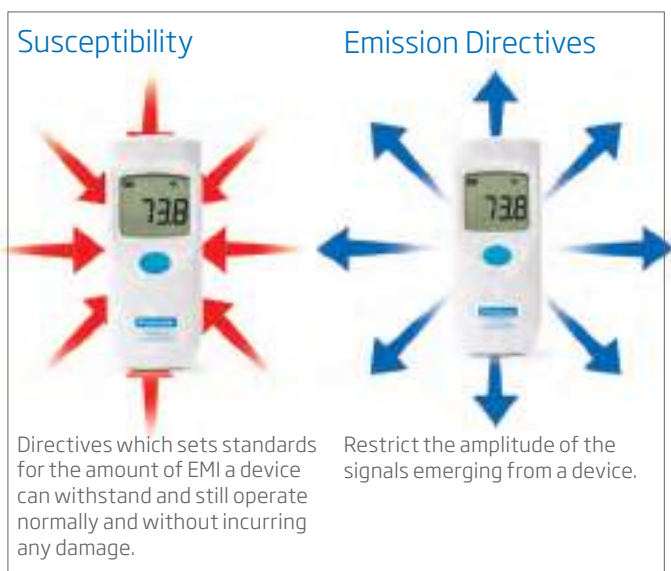 Susceptibility
Emission Directives
73.8
73.8
Directives which sets standards
for the amount of EMI a device
can withstand and still operate
normally and without incurring
any damage.
Restrict the amplitude of the
signals emerging from a device.